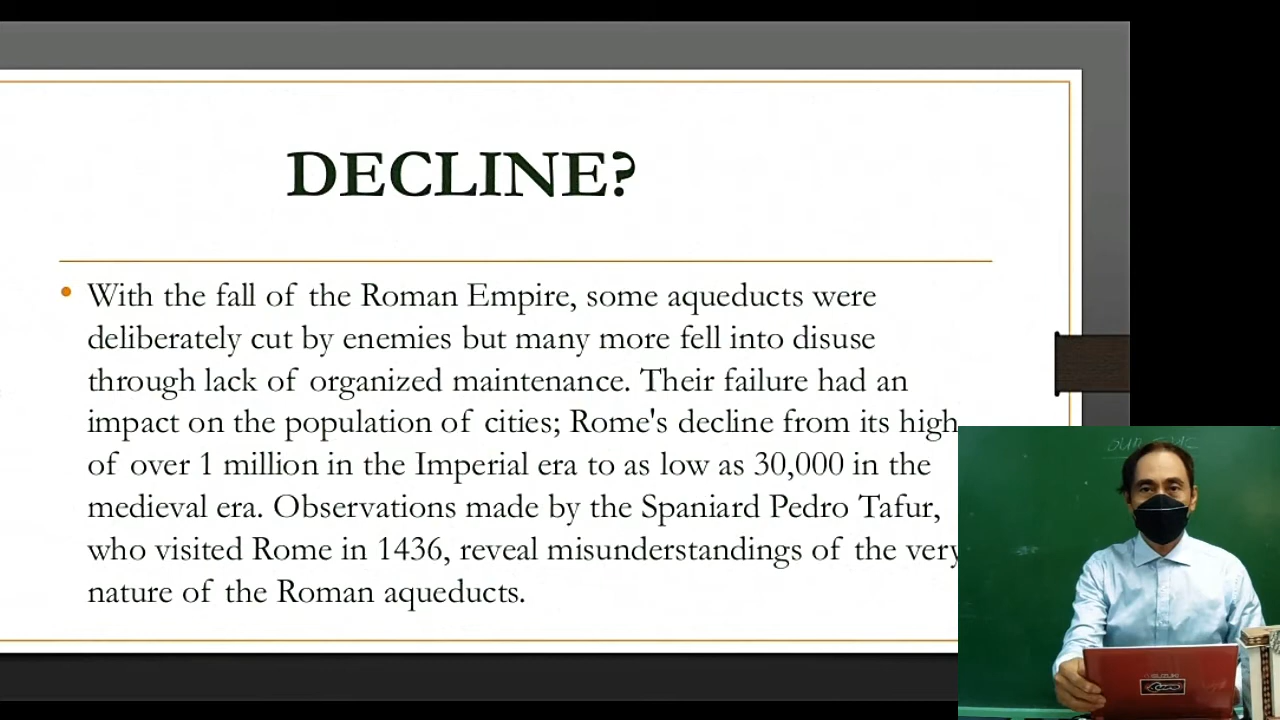 DECLINE?
• With the fall of the Roman Empire, some aqueducts were
deliberately cut by enemies but many more fell into disuse
through lack of organized maintenance. Their failure had an
impact on the population of cities; Rome's decline from its high
of over 1 million in the Imperial era to as low as 30,000 in the
medieval era. Observations made by the Spaniard Pedro Tafur,
who visited Rome in 1436, reveal misunderstandings of the very
nature of the Roman aqueducts.
SUZUKI